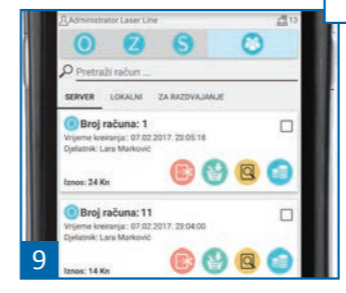 Administrator Laser Line 13
O Z S
Pretraži račun ...
SERVER LOKALNI ZA RAZDVAJANJE
Broj računa: 1
Vrijeme kreiranja:: 07.02.2017. 23:05:18
Djelatnik: Lara Marković
Iznos: 24 Kn
Broj računa: 11
Vrijeme kreiranja:: 07.02.2017. 23:04:00
Djelatnik: Lara Marković
Iznos: 14 Kn
9